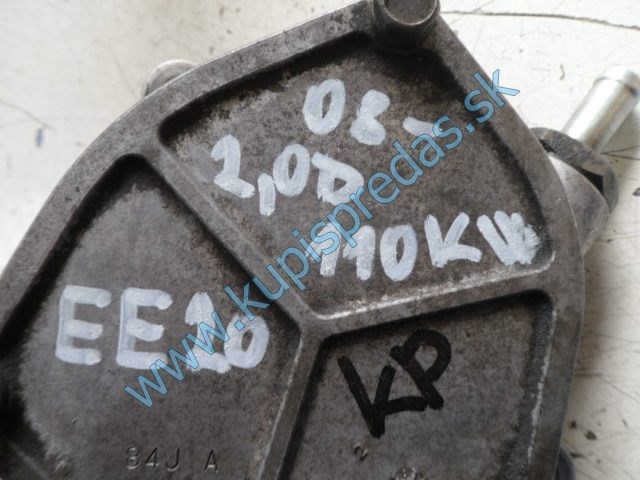 08-
2,0D
110KW
EE20
KP
84J A
www.kupispredas.sk